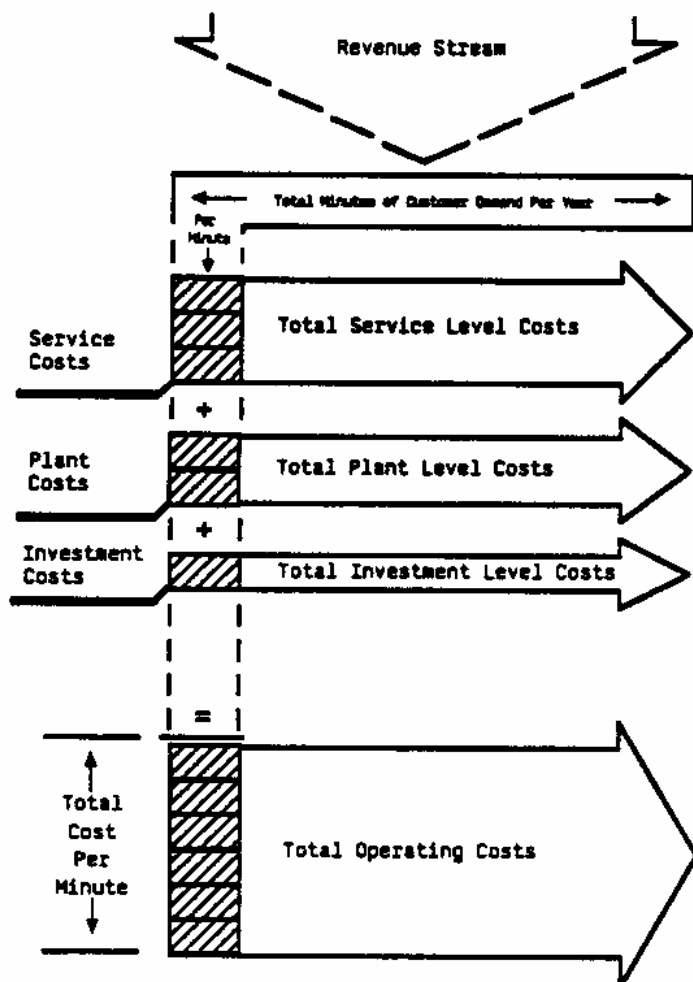 Revenue Stream
Total Minutes of Customer Demand Per Year
Per
Minute
Service
Costs
Total Service Level Costs
+
Plant
Costs
Total Plant Level Costs
+
Investment
Costs
Total Investment Level Costs
=
Total
Cost
Per
Minute
Total Operating Costs